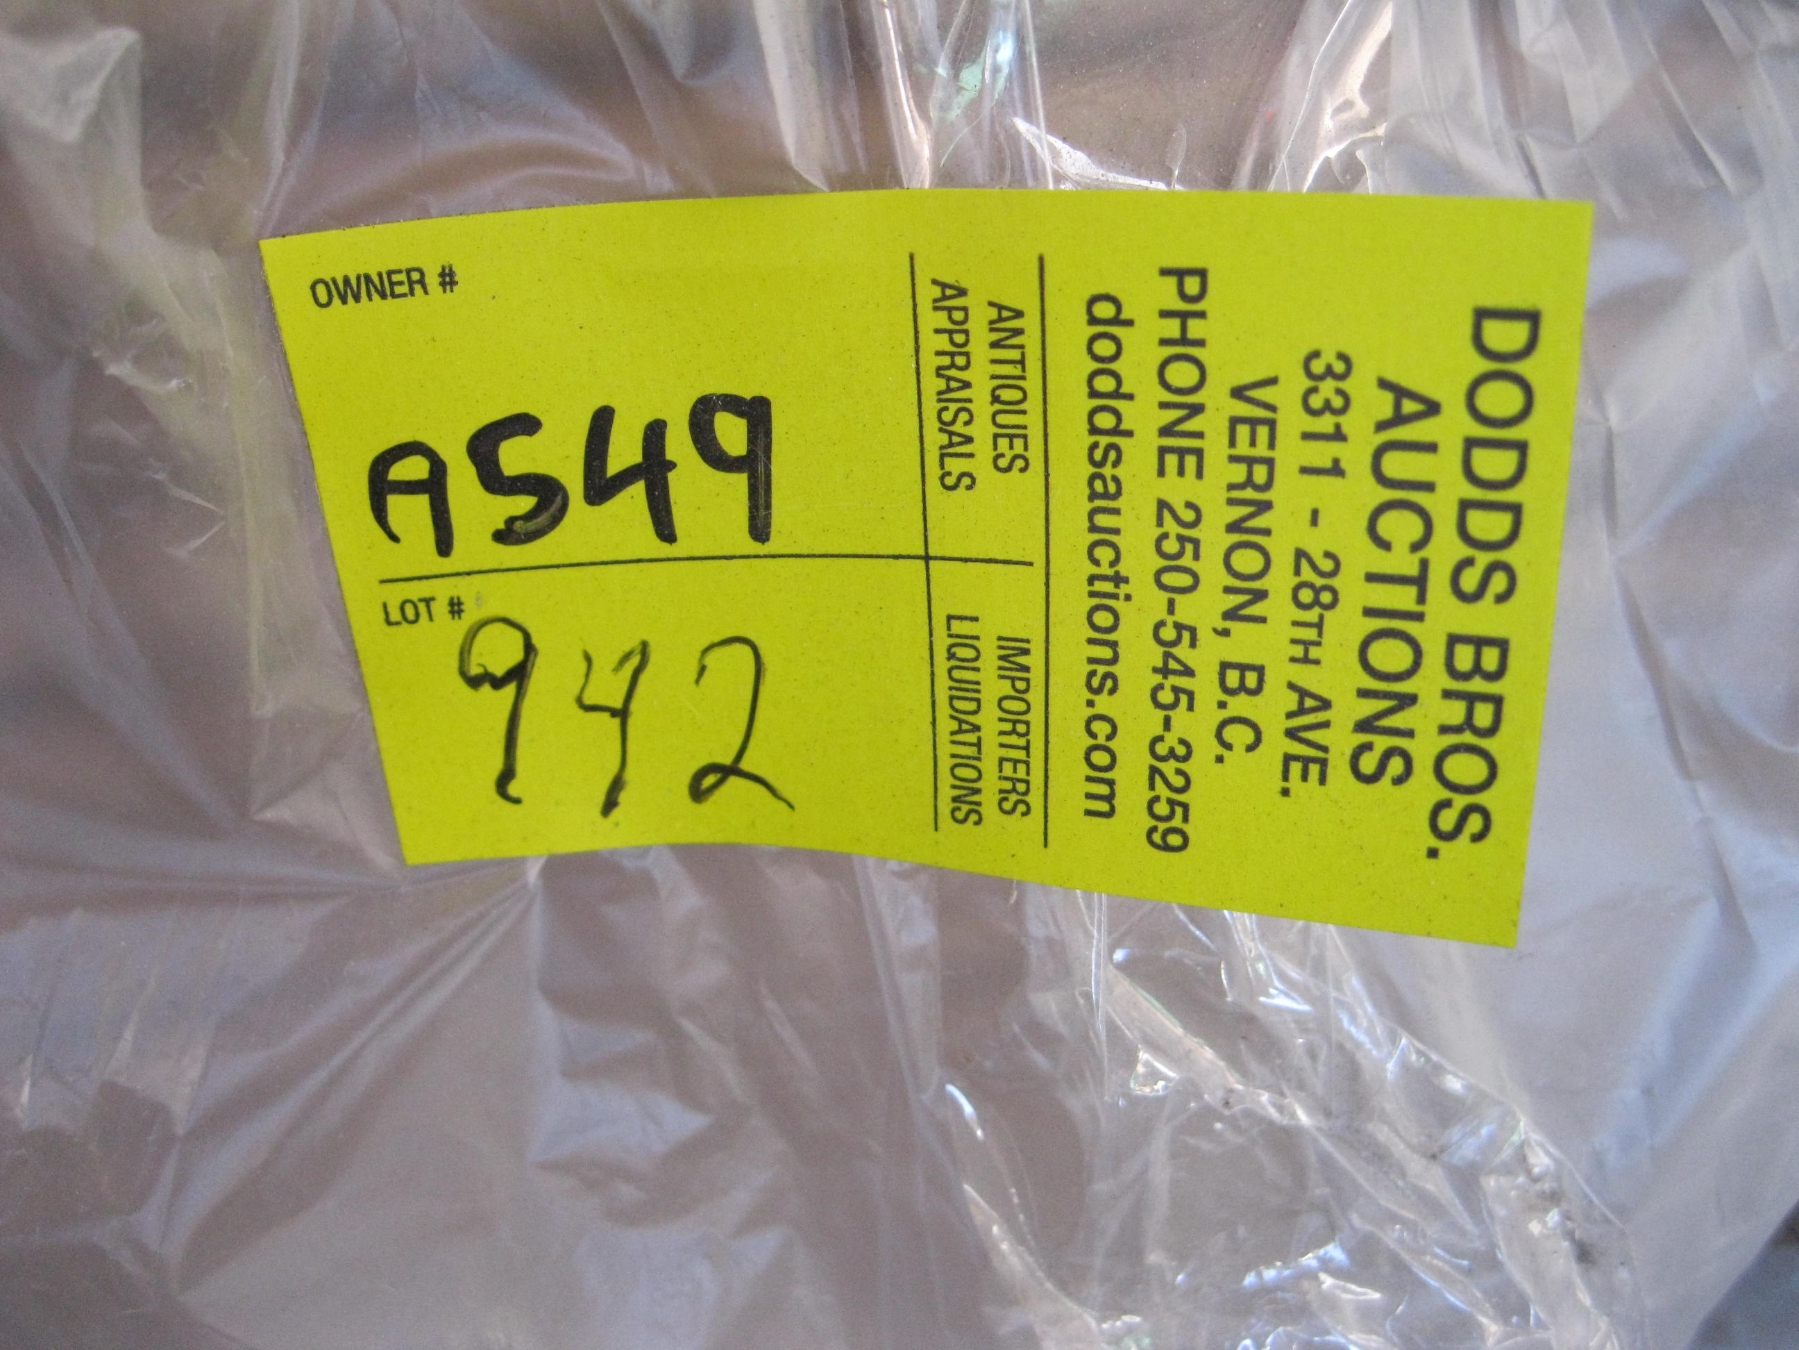 DODDS BROS.
AUCTIONS
3311 - 28TH AVE.
VERNON, B.C.
PHONE 250-545-3259
doddsauctions.com
ANTIQUES IMPORTERS
APPRAISALS LIQUIDATIONS
OWNER #
A549
LOT #
942